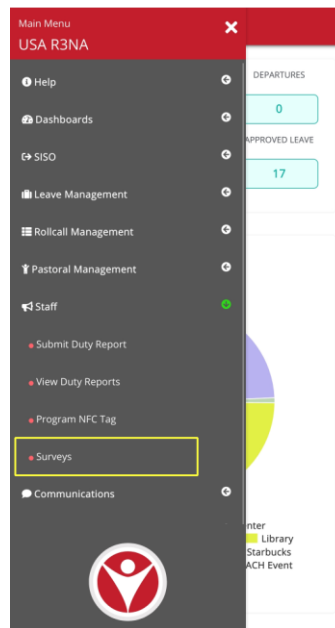 Main Menu
USA R3NA
Help
Dashboards
SISO
Leave Management
Rollcall Management
Pastoral Management
Staff
Submit Duty Report
View Duty Reports
Program NFC Tag
Surveys
Communications
DEPARTURES
0
APPROVED LEAVE
17
nter
Library
Starbucks
ACH Event